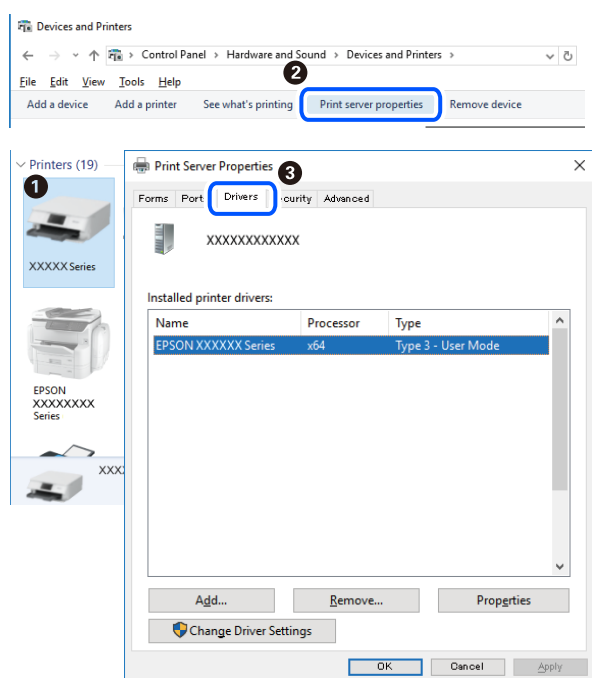 Devices and Printers
Control Panel > Hardware and Sound > Devices and Printers >
2
File Edit View Tools Help
Add a device Add a printer See what's printing Print server properties Remove device
Printers (19)
1
XXXXX Series
EPSON
XXXXXXXX
Series
XXX
Print Server Properties
3
Forms Port Drivers curity Advanced
XXXXXXXXXXXX
Installed printer drivers:
Name Processor Type
EPSON XXXXXX Series x64 Type 3 - User Mode
Add... Remove... Properties
Change Driver Settings
OK Cancel Apply